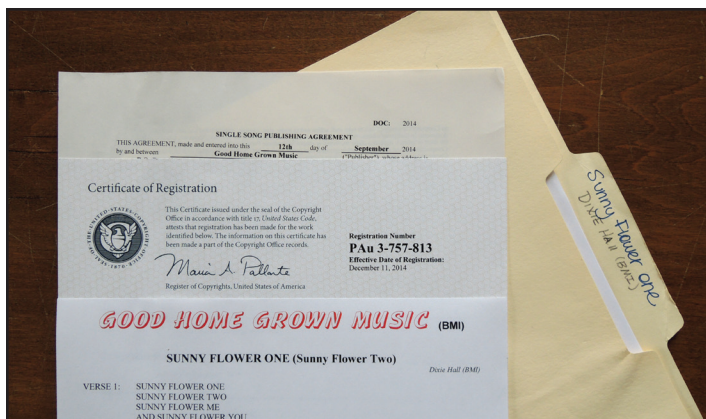 DOC: 2014
SINGLE SONG PUBLISHING AGREEMENT
THIS AGREEMENT, made and entered into this 12th day of September 2014
by and between Good Home Grown Music ("Publisher"), whose address is
Certificate of Registration
This Certificate issued under the seal of the Copyright
Office in accordance with title 17, United States Code,
attests that registration has been made for the work
identified below. The information on this certificate has
been made a part of the Copyright Office records.
Maria A Pallante
Register of Copyrights, United States of America
Registration Number
PAu 3-757-813
Effective Date of Registration:
December 11, 2014
GOOD HOME GROWN MUSIC (BMI)
SUNNY FLOWER ONE (Sunny Flower Two)
Dixie Hall (BMI)
VERSE 1: SUNNY FLOWER ONE
SUNNY FLOWER TWO
SUNNY FLOWER ME
AND SUNNY FLOWER YOU
Sunny Flower One
DIXIE HALL (BMI)